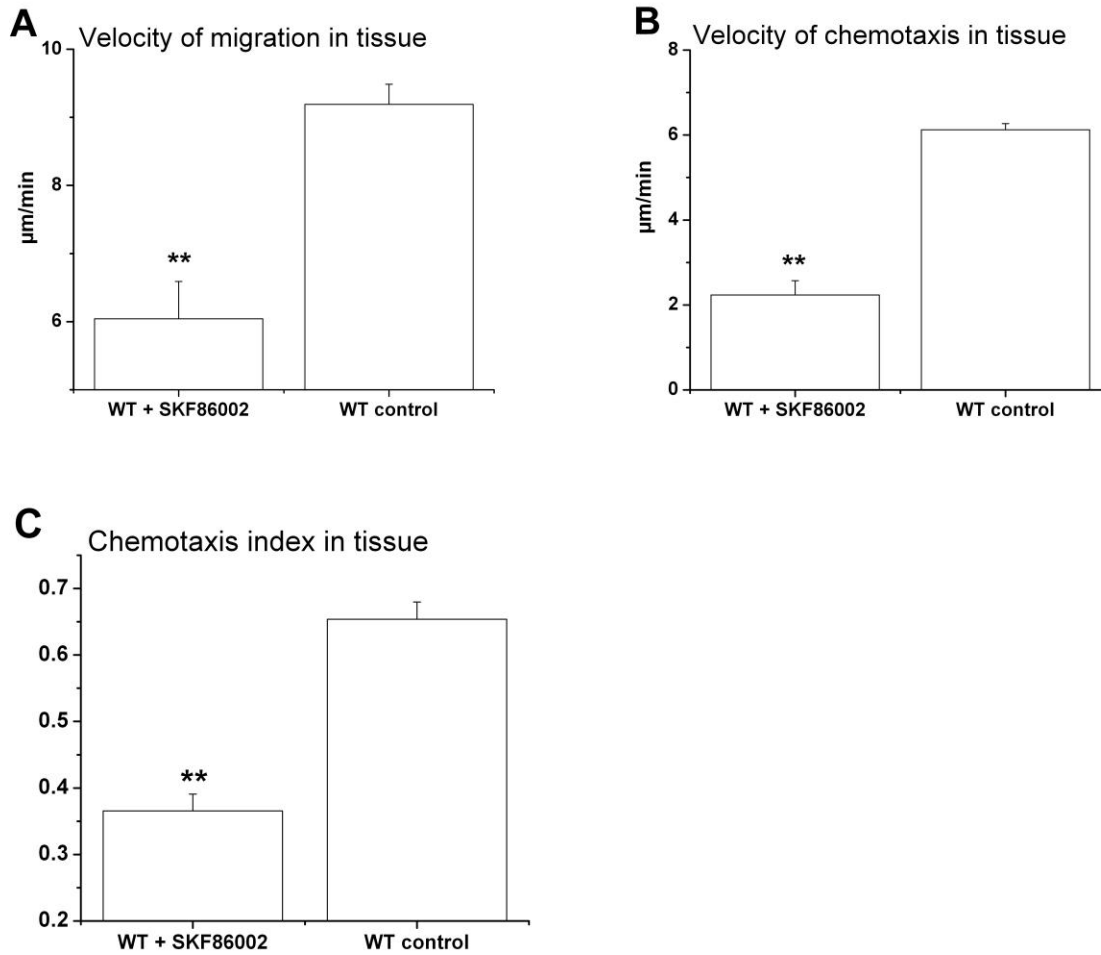 A
Velocity of migration in tissue
10
8
6
µm/min
**
WT + SKF86002
WT control
B
Velocity of chemotaxis in tissue
8
6
4
2
0
µm/min
**
WT + SKF86002
WT control
C
Chemotaxis index in tissue
0.7
0.6
0.5
0.4
0.3
0.2
**
WT + SKF86002
WT control